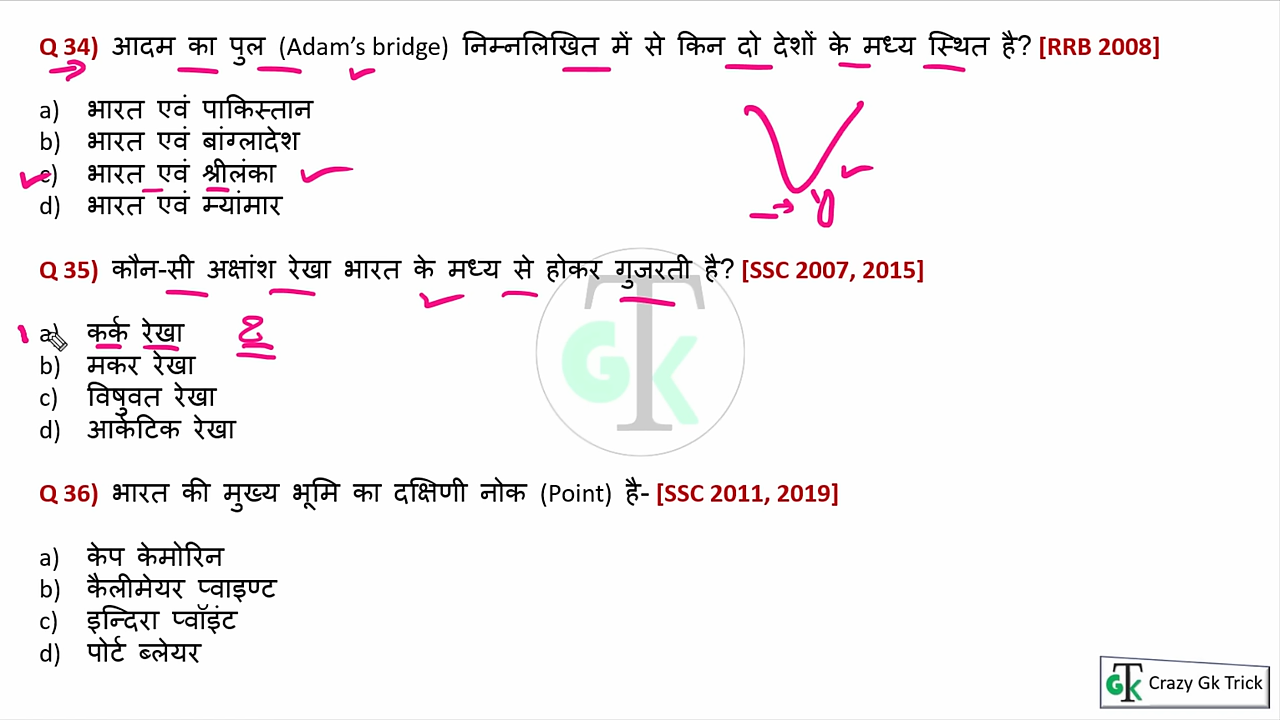 Q 34) आदम का पुल (Adam's bridge) निम्नलिखित में से किन दो देशों के मध्य स्थित है? [RRB 2008]
a) भारत एवं पाकिस्तान
b) भारत एवं बांग्लादेश
c) भारत एवं श्रीलंका
d) भारत एवं म्यांमार
Q 35) कौन-सी अक्षांश रेखा भारत के मध्य से होकर गुजरती है? [SSC 2007, 2015]
a) कर्क रेखा
b) मकर रेखा
c) विषुवत रेखा
d) आर्कटिक रेखा
Q 36) भारत की मुख्य भूमि का दक्षिणी नोक (Point) है- [SSC 2011, 2019]
a) केप केमोरिन
b) कैलीमेयर प्वाइण्ट
c) इन्दिरा प्वॉइंट
d) पोर्ट ब्लेयर
GTK
GTK Crazy Gk Trick